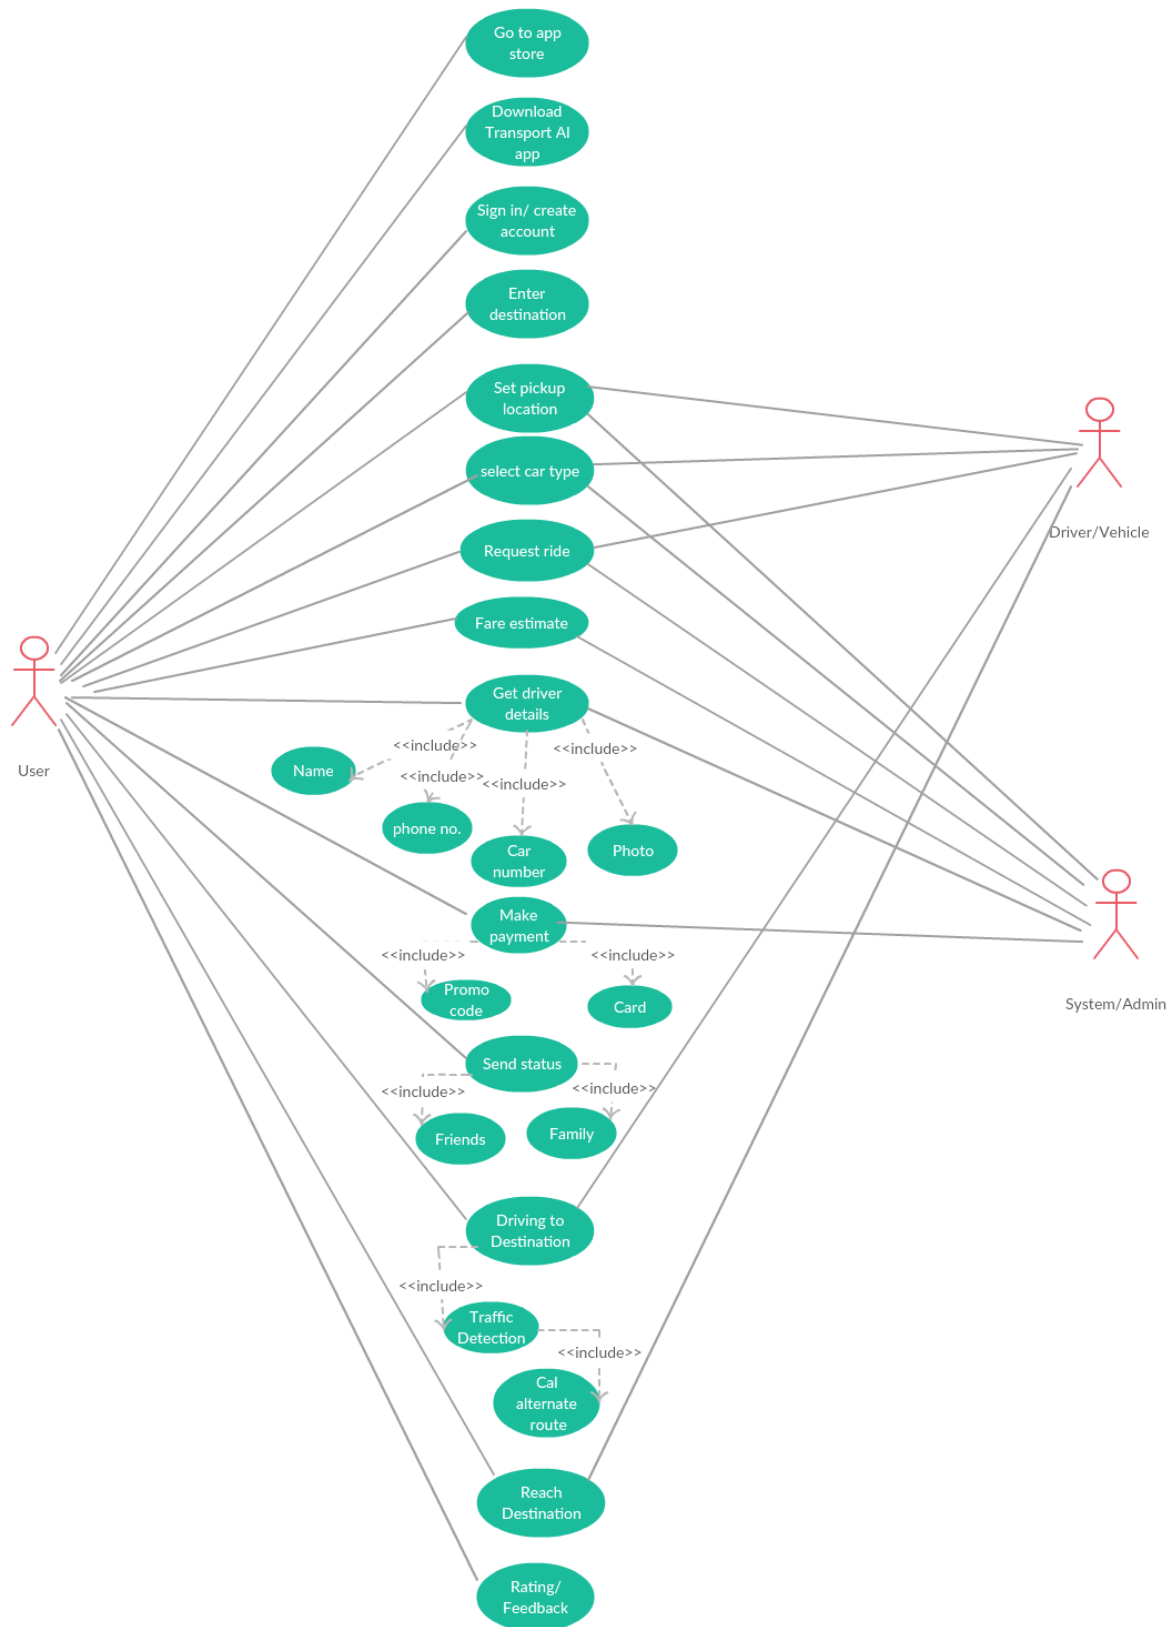 Go to app
store
Download
Transport AI
app
Sign in/ create
account
Enter
destination
Set pickup
location
select car type
Request ride
Driver/Vehicle
Fare estimate
Get driver
details
User
<<include>>
<<include>>
Name
<<include>>
<<include>>
phone no.
Car
number
Photo
Make
payment
<<include>>
<<include>>
Promo
code
Card
System/Admin
Send status
<<include>>
<<include>>
Friends
Family
Driving to
Destination
<<include>>
Traffic
Detection
<<include>>
Cal
alternate
route
Reach
Destination
Rating/
Feedback